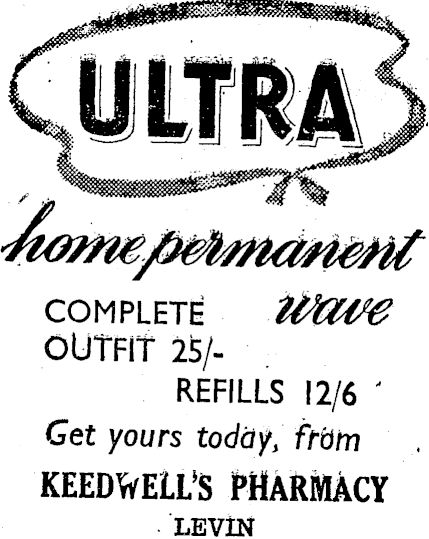 ULTRA
home permanent
wave
COMPLETE
OUTFIT 25/-
REFILLS 12/6
Get yours today, from
KEEDWELL'S PHARMACY
LEVIN